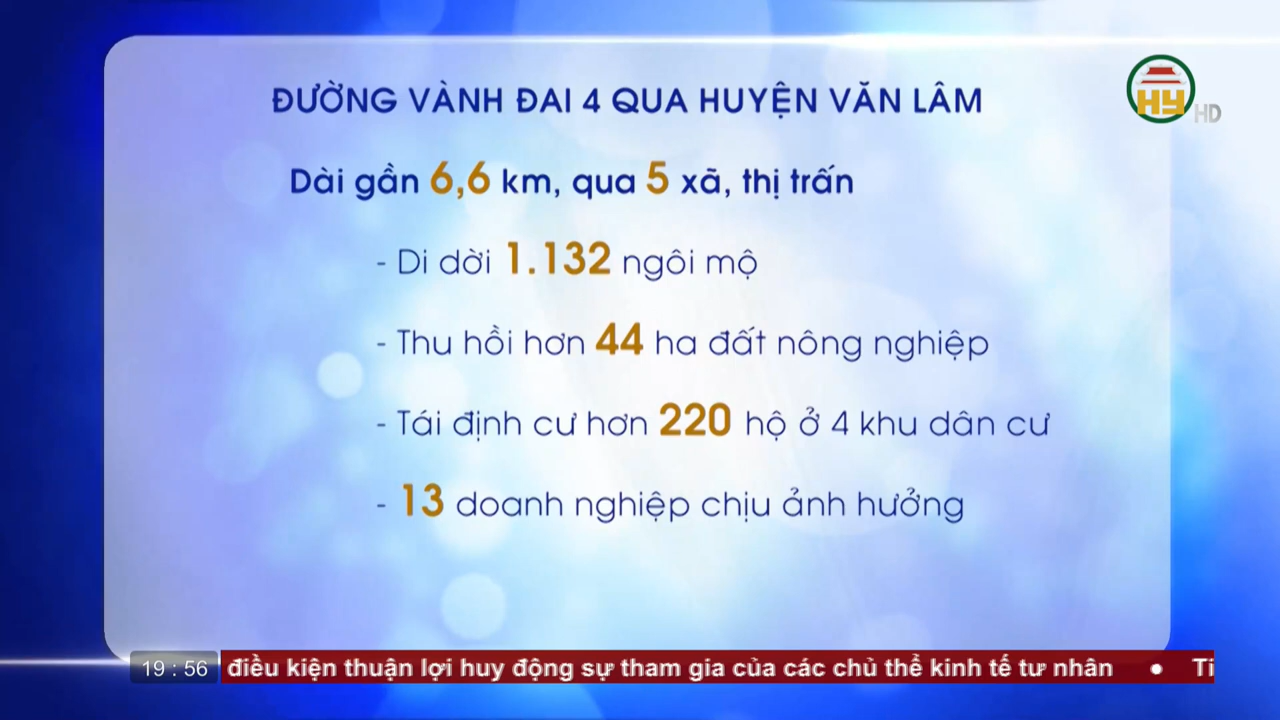 ĐƯỜNG VÀNH ĐAI 4 QUA HUYỆN VĂN LÂM
HY HD
Dài gần 6,6 km, qua 5 xã, thị trấn
- Di dời 1.132 ngôi mộ
- Thu hồi hơn 44 ha đất nông nghiệp
- Tái định cư hơn 220 hộ ở 4 khu dân cư
- 13 doanh nghiệp chịu ảnh hưởng
19 : 56 điều kiện thuận lợi huy động sự tham gia của các chủ thể kinh tế tư nhân ● Ti